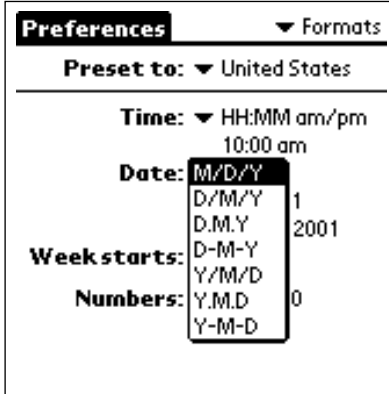 Preferences ▼ Formats
Preset to: ▼ United States
Time: ▼ HH:MM am/pm
10:00 am
Date: M/D/Y
D/M/Y 1
D.M.Y 2001
Week starts: D-M-Y
Y/M/D
Numbers: Y.M.D 0
Y-M-D